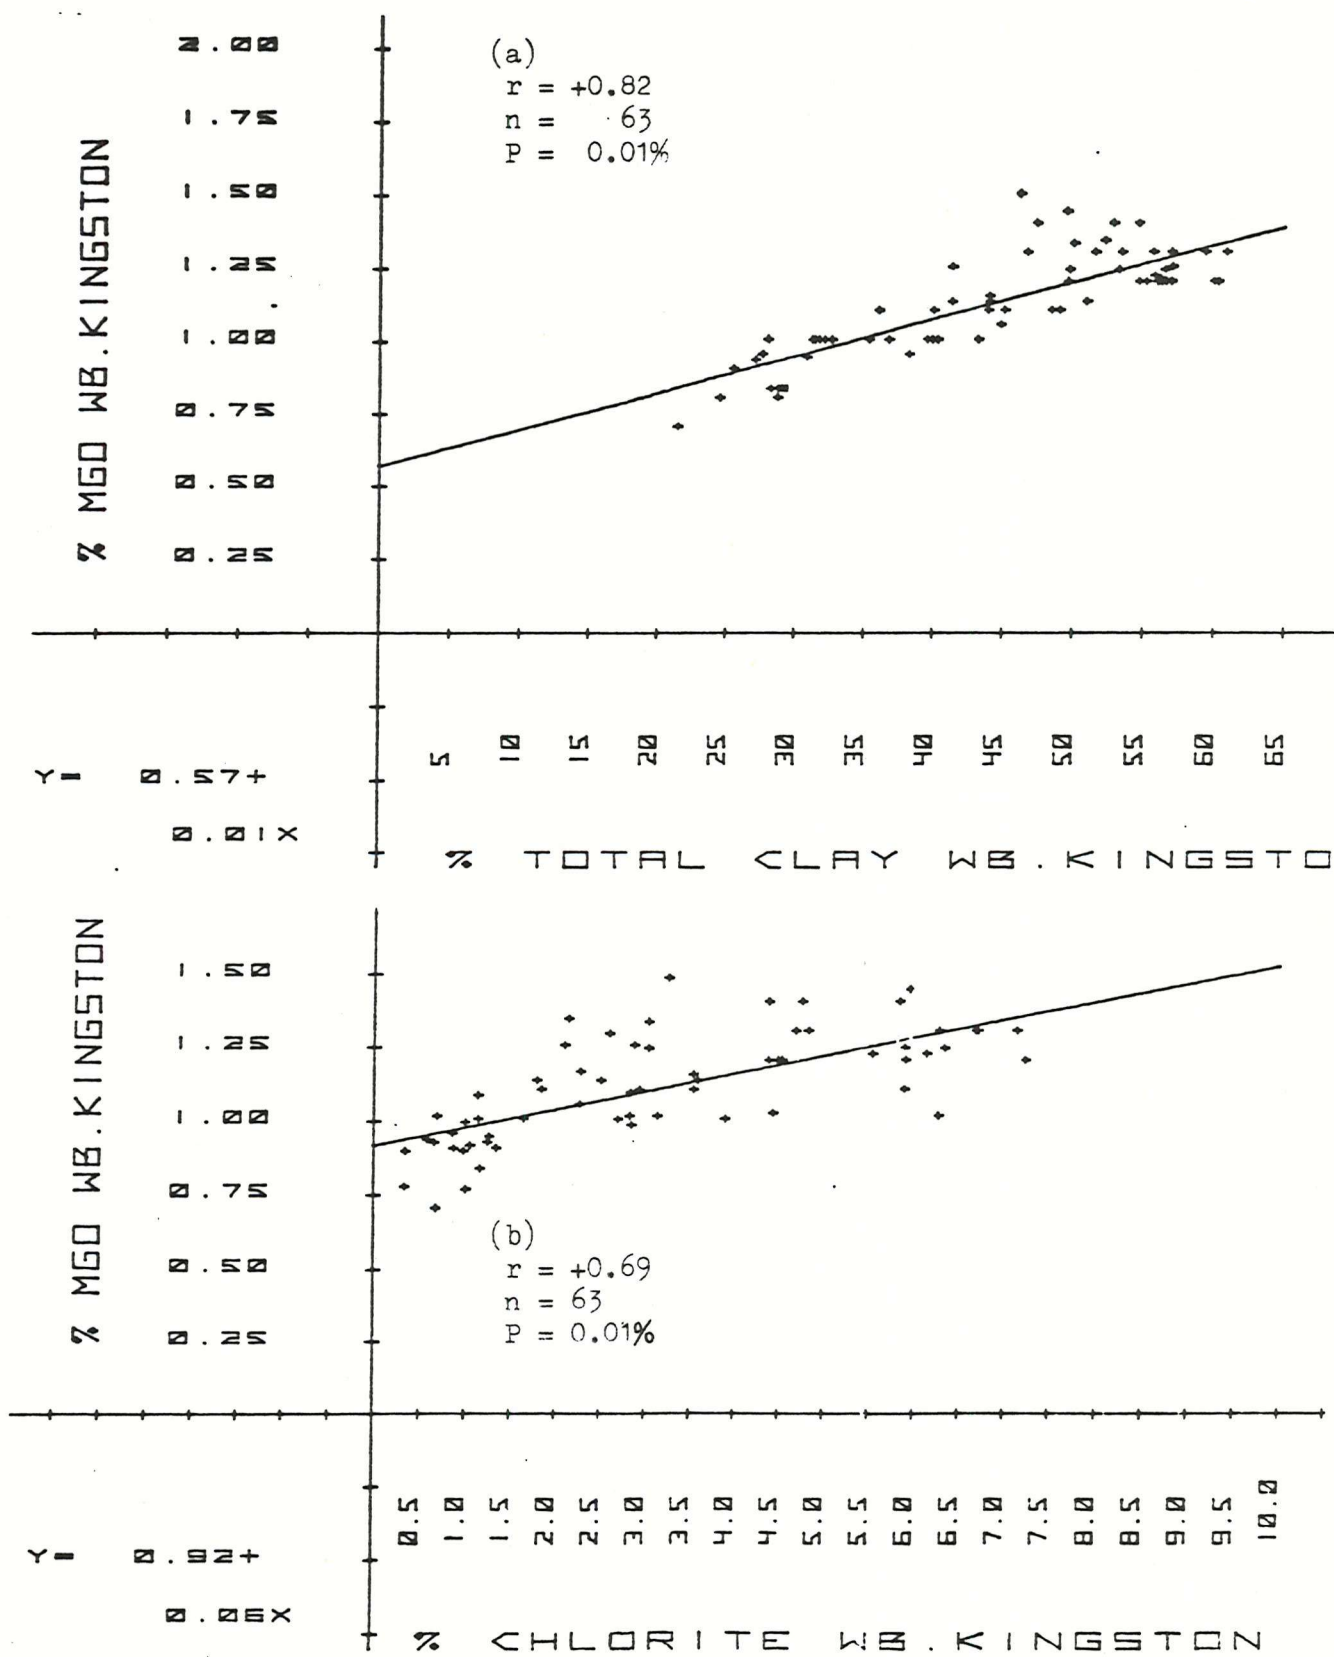 2.00
(a)
r = +0.82
1.75
n = 63
P = 0.01%
1.50
1.25
1.00
0.75
0.50
0.25
% MGO WB.KINGSTON
5 10 15 20 25 30 35 40 45 50 55 60 65
Y= 0.57+
0.01X
% TOTAL CLAY WB.KINGSTO
1.50
1.25
1.00
0.75
0.50
0.25
% MGO WB.KINGSTON
(b)
r = +0.69
n = 63
P = 0.01%
0.5 1.0 1.5 2.0 2.5 3.0 3.5 4.0 4.5 5.0 5.5 6.0 6.5 7.0 7.5 8.0 8.5 9.0 9.5 10.0
Y= 0.92+
0.06X
% CHLORITE WB.KINGSTON